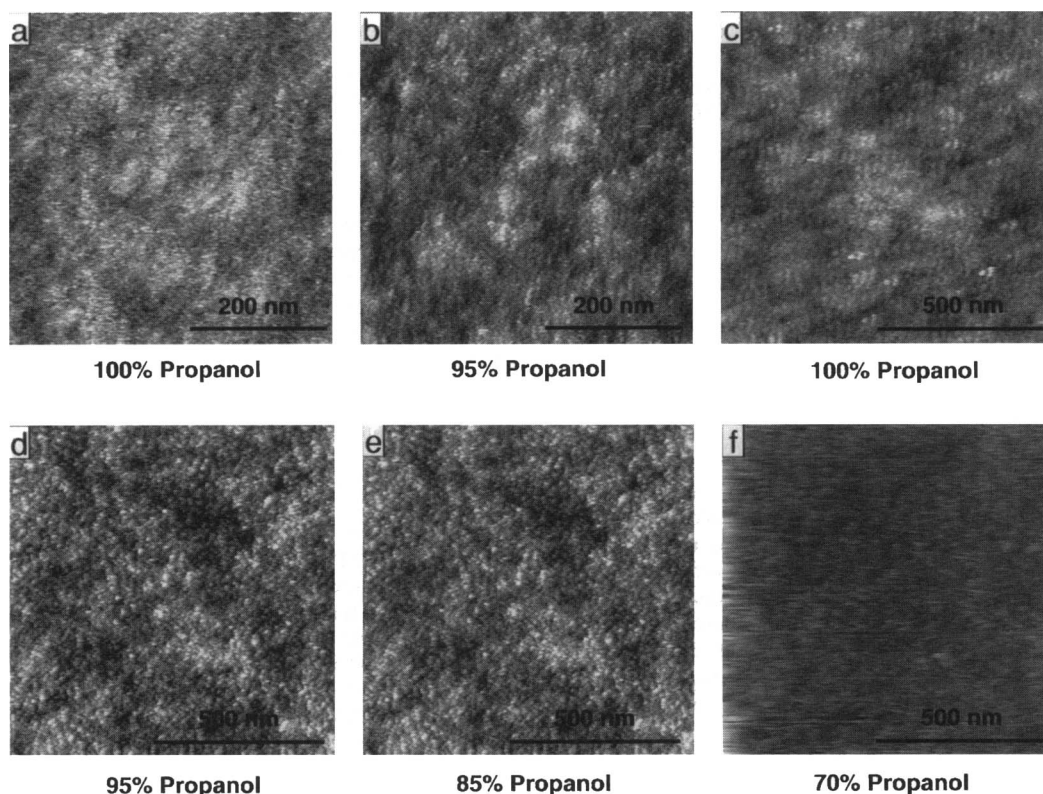 a
b
c
200 nm
200 nm
500 nm
100% Propanol
95% Propanol
100% Propanol
d
e
f
500 nm
500 nm
500 nm
95% Propanol
85% Propanol
70% Propanol